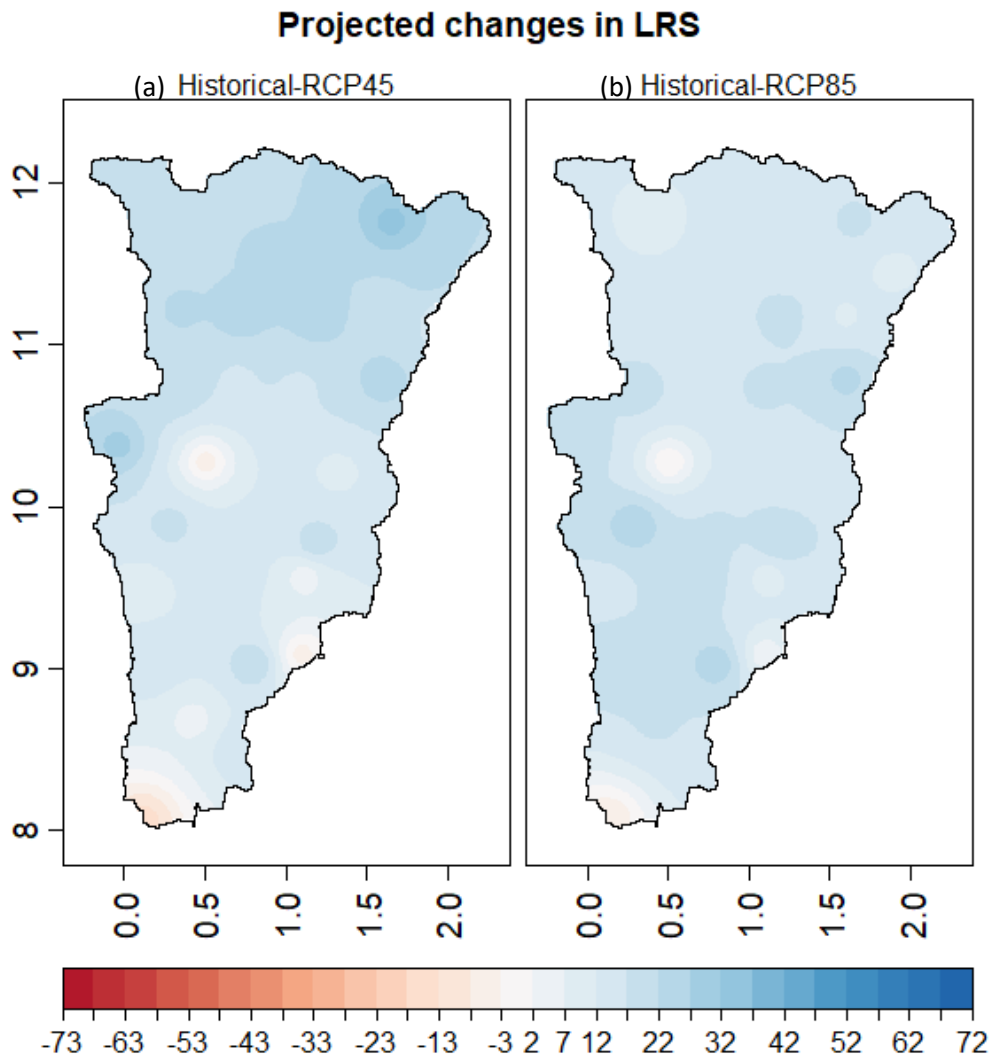 Projected changes in LRS
(a) Historical-RCP45
(b) Historical-RCP85
12
11
10
9
8
0.0 0.5 1.0 1.5 2.0
0.0 0.5 1.0 1.5 2.0
-73 -63 -53 -43 -33 -23 -13 -3 2 7 12 22 32 42 52 62 72